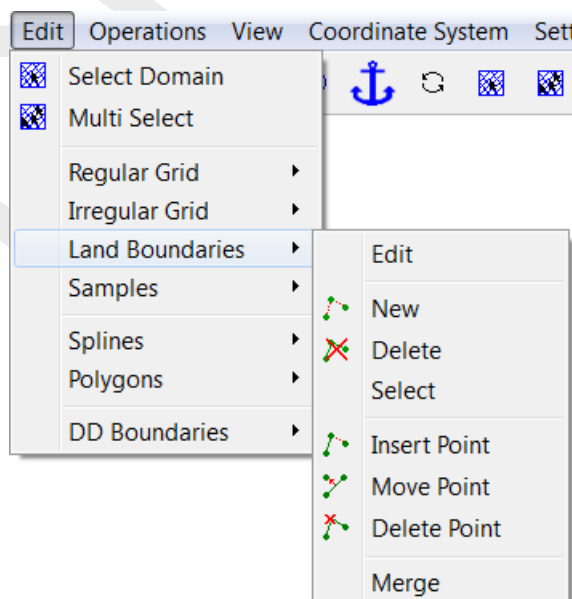 Edit Operations View Coordinate System Sett
Select Domain
Multi Select
Regular Grid
Irregular Grid
Land Boundaries
Samples
Splines
Polygons
DD Boundaries
Edit
New
Delete
Select
Insert Point
Move Point
Delete Point
Merge